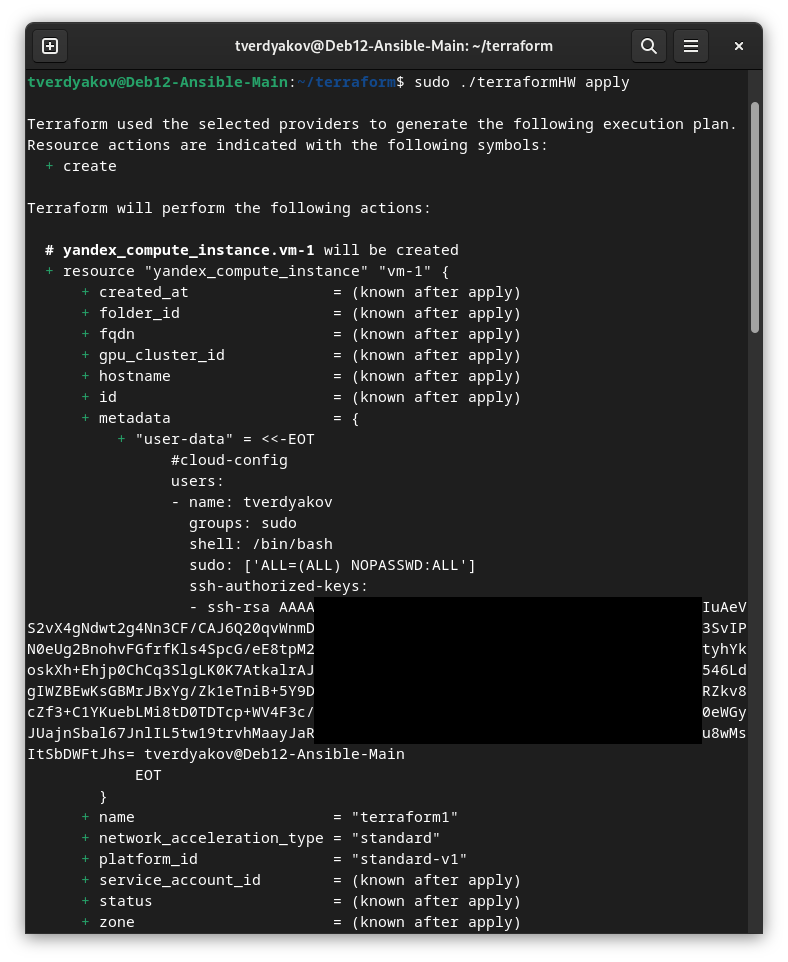 tverdyakov@Deb12-Ansible-Main: ~/terraform
tverdyakov@Deb12-Ansible-Main:~/terraform$ sudo ./terraformHW apply
Terraform used the selected providers to generate the following execution plan.
Resource actions are indicated with the following symbols:
+ create
Terraform will perform the following actions:
# yandex_compute_instance.vm-1 will be created
+ resource "yandex_compute_instance" "vm-1" {
+ created_at = (known after apply)
+ folder_id = (known after apply)
+ fqdn = (known after apply)
+ gpu_cluster_id = (known after apply)
+ hostname = (known after apply)
+ id = (known after apply)
+ metadata = {
+ "user-data" = <<-EOT
#cloud-config
users:
- name: tverdyakov
groups: sudo
shell: /bin/bash
sudo: ['ALL=(ALL) NOPASSWD:ALL']
ssh-authorized-keys:
- ssh-rsa AAAA IuAeV
S2vX4gNdwt2g4Nn3CF/CAJ6Q20qvWnmD 3SvIP
N0eUg2BnohvFGfrfKls4SpcG/eE8tpM2 tyhYk
oskXh+Ehjp0ChCq3SlgLK0K7AtkalrAJ 546Ld
gIWZBEwKsGBMrJBxYg/Zk1eTniB+5Y9D RZkv8
cZf3+C1YKuebLMi8tD0TDTcp+WV4F3c/ 0eWGy
JUajnSbal67JnlIL5tw19trvhMaayJaR u8wMs
ItSbDWFtJhs= tverdyakov@Deb12-Ansible-Main
EOT
}
+ name = "terraform1"
+ network_acceleration_type = "standard"
+ platform_id = "standard-v1"
+ service_account_id = (known after apply)
+ status = (known after apply)
+ zone = (known after apply)